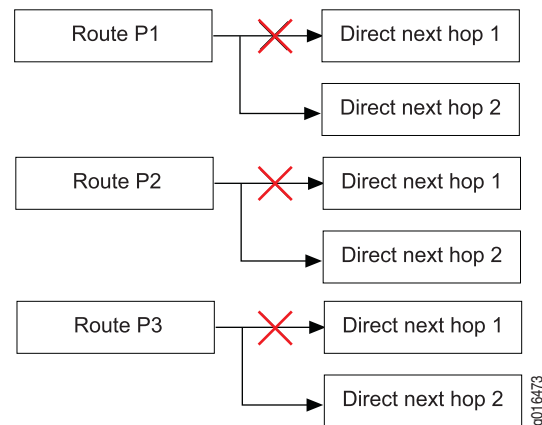 Route P1
Direct next hop 1
Direct next hop 2
Route P2
Direct next hop 1
Direct next hop 2
Route P3
Direct next hop 1
Direct next hop 2
g016473